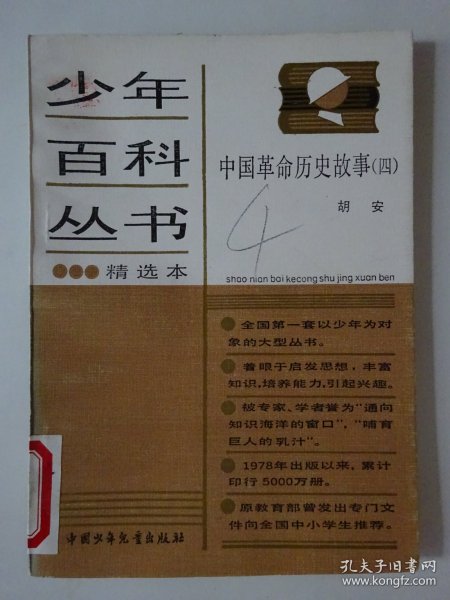 少年
百科
丛书
精选本
中国革命历史故事(四)
胡 安
4
shao nian bai kecong shu jing xuan ben
全国第一套以少年为对
象的大型丛书。
着眼于启发思想，丰富
知识，培养能力，引起兴趣。
被专家、学者誉为“通向
知识海洋的窗口”，“哺育
巨人的乳汁”。
1978年出版以来，累计
印行5000万册。
原教育部曾发出专门文
件向全国中小学生推荐。
中国少年儿童出版社
孔夫子旧书网
www.kongfz.com